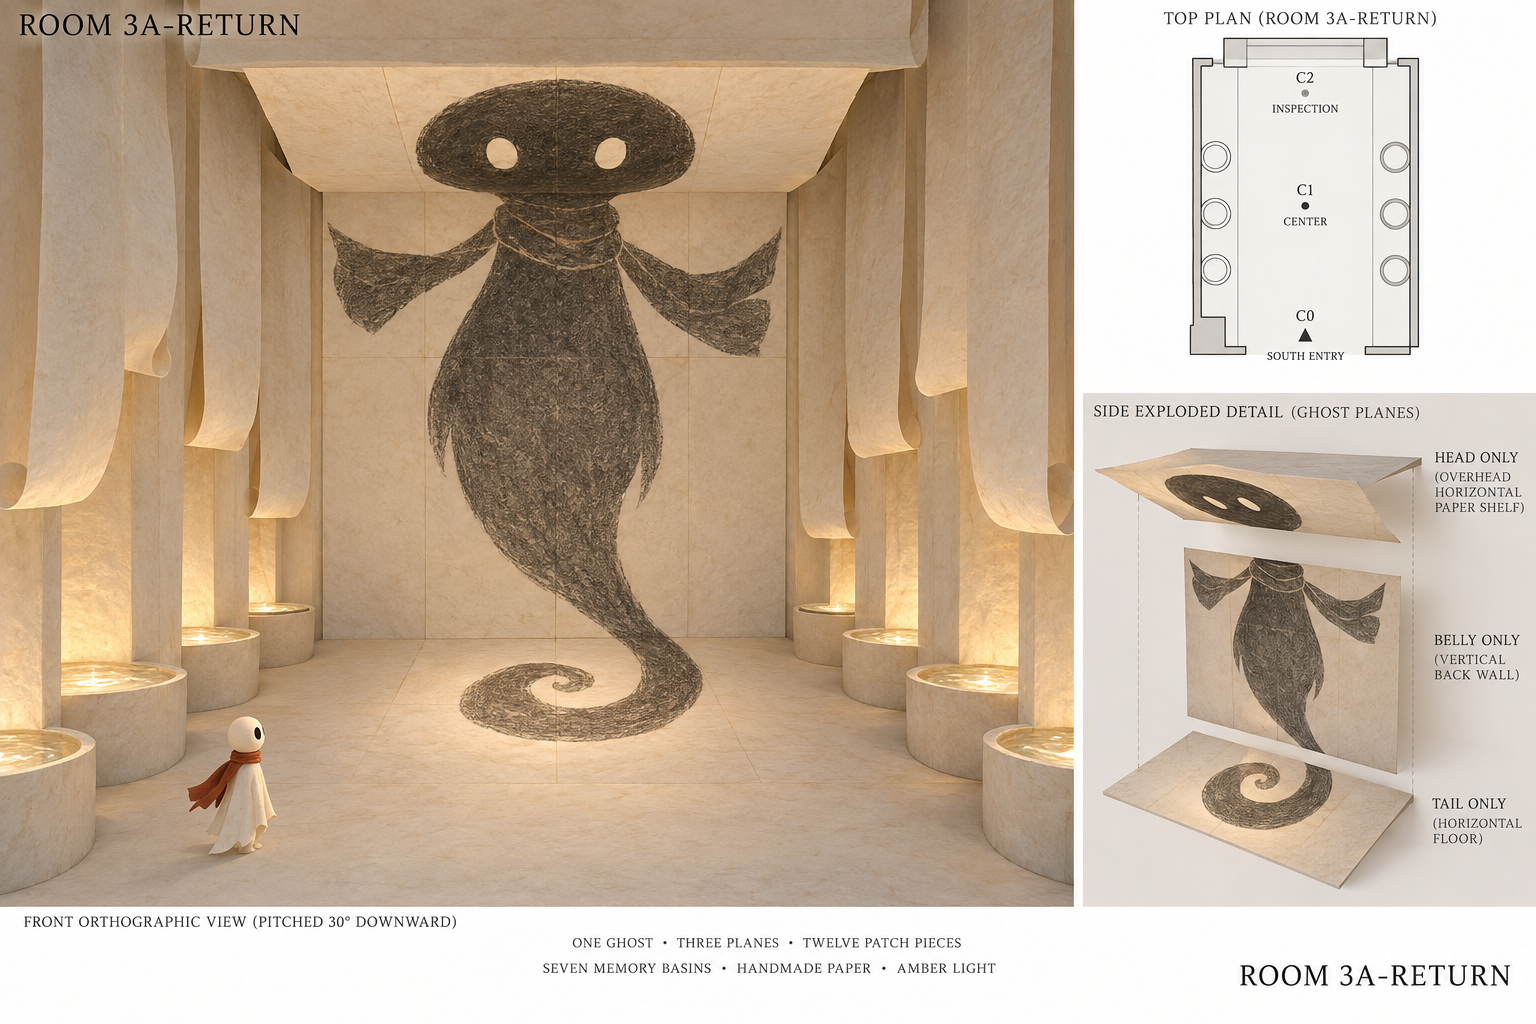 ROOM 3A-RETURN
TOP PLAN (ROOM 3A-RETURN)
C2
INSPECTION
C1
CENTER
C0
SOUTH ENTRY
SIDE EXPLODED DETAIL (GHOST PLANES)
HEAD ONLY
(OVERHEAD
HORIZONTAL
PAPER SHELF)
BELLY ONLY
(VERTICAL
BACK WALL)
TAIL ONLY
(HORIZONTAL
FLOOR)
FRONT ORTHOGRAPHIC VIEW (PITCHED 30° DOWNWARD)
ONE GHOST • THREE PLANES • TWELVE PATCH PIECES
SEVEN MEMORY BASINS • HANDMADE PAPER • AMBER LIGHT
ROOM 3A-RETURN